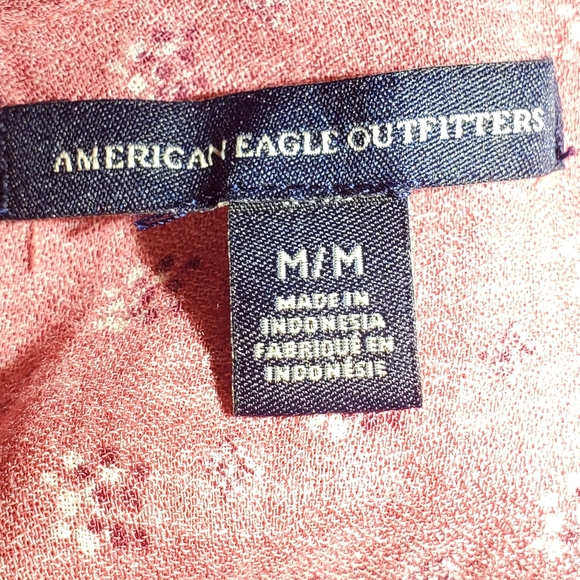 AMERICAN EAGLE OUTFITTERS
M/M
MADE IN
INDONESIA
FABRIQUÉ EN
INDONÉSIE